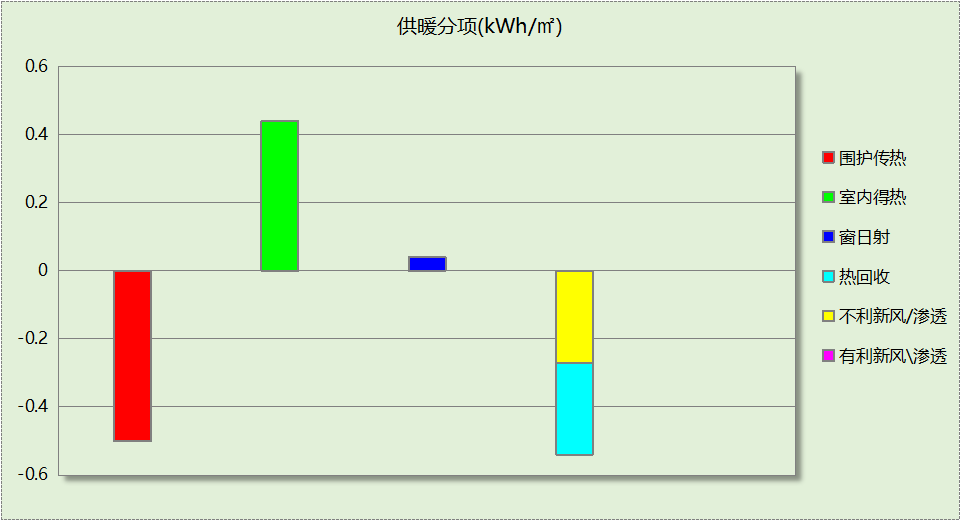 供暖分项(kWh/㎡)
0.6
0.4
0.2
0
-0.2
-0.4
-0.6
围护传热
室内得热
窗日射
热回收
不利新风/渗透
有利新风\渗透